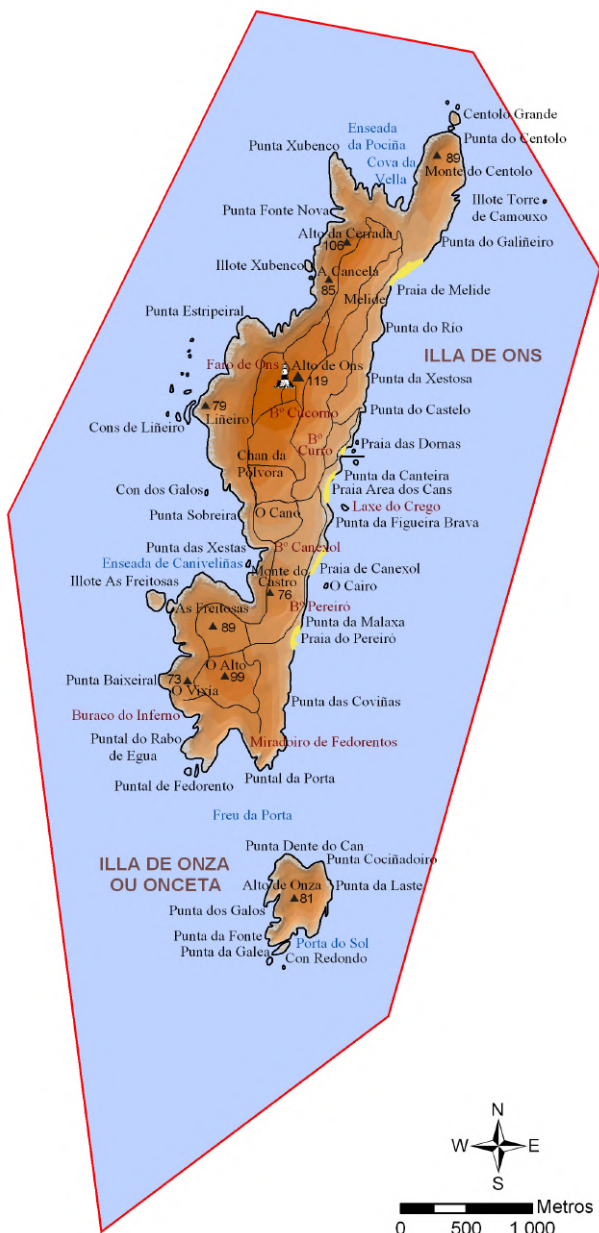 Centolo Grande
Enseada
da Pociña
Punta do Centolo
Punta Xubenco
Cova da
Vella
89
Monte do Centolo
Illote Torre
de Camouxo
Punta Fonte Nova
Alto da Cerrada
106
Punta do Galiñeiro
Illote Xubenco
A Cancela
85
Praia de Melide
Melide
Punta Estripeiral
Punta do Río
ILLA DE ONS
Faro de Ons
Alto de Ons
119
Punta da Xestosa
79
Liñeiro
Bº Cucorno
Punta do Castelo
Cons de Liñeiro
Bº
Curro
Praia das Dornas
Chan da
Pólvora
Punta da Canteira
Con dos Galos
Praia Area dos Cans
Laxe do Crego
Punta Sobreira
O Cano
Punta da Figueira Brava
Punta das Xestas
Bº Canexol
Enseada de Caniveliñas
Praia de Canexol
Monte do
Castro
76
Illote As Freitosas
O Cairo
As Freitosas
89
Bº Pereiró
Punta da Malaxa
Praia do Pereiró
O Alto
99
Punta Baixeiral
73
O Vixía
Punta das Coviñas
Buraco do Inferno
Puntal do Rabo
de Egua
Miradoiro de Fedorentos
Puntal de Fedorento
Puntal da Porta
Freu da Porta
Punta Dente do Can
ILLA DE ONZA
OU ONCETA
Punta Cociñadoiro
Alto de Onza
81
Punta da Laste
Punta dos Galos
Punta da Fonte
Porta do Sol
Punta da Galea
Con Redondo
N
W E
S
Metros
0 500 1 000